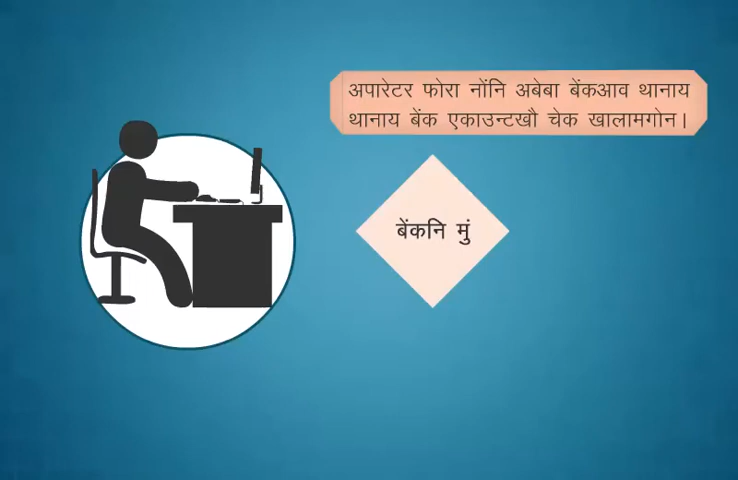 अपारेटर फोरा नोंनि अबेबा बेंकआव थानाय
थानाय बेंक एकाउन्टखौ चेक खालामगोन।
बेंकनि मुं